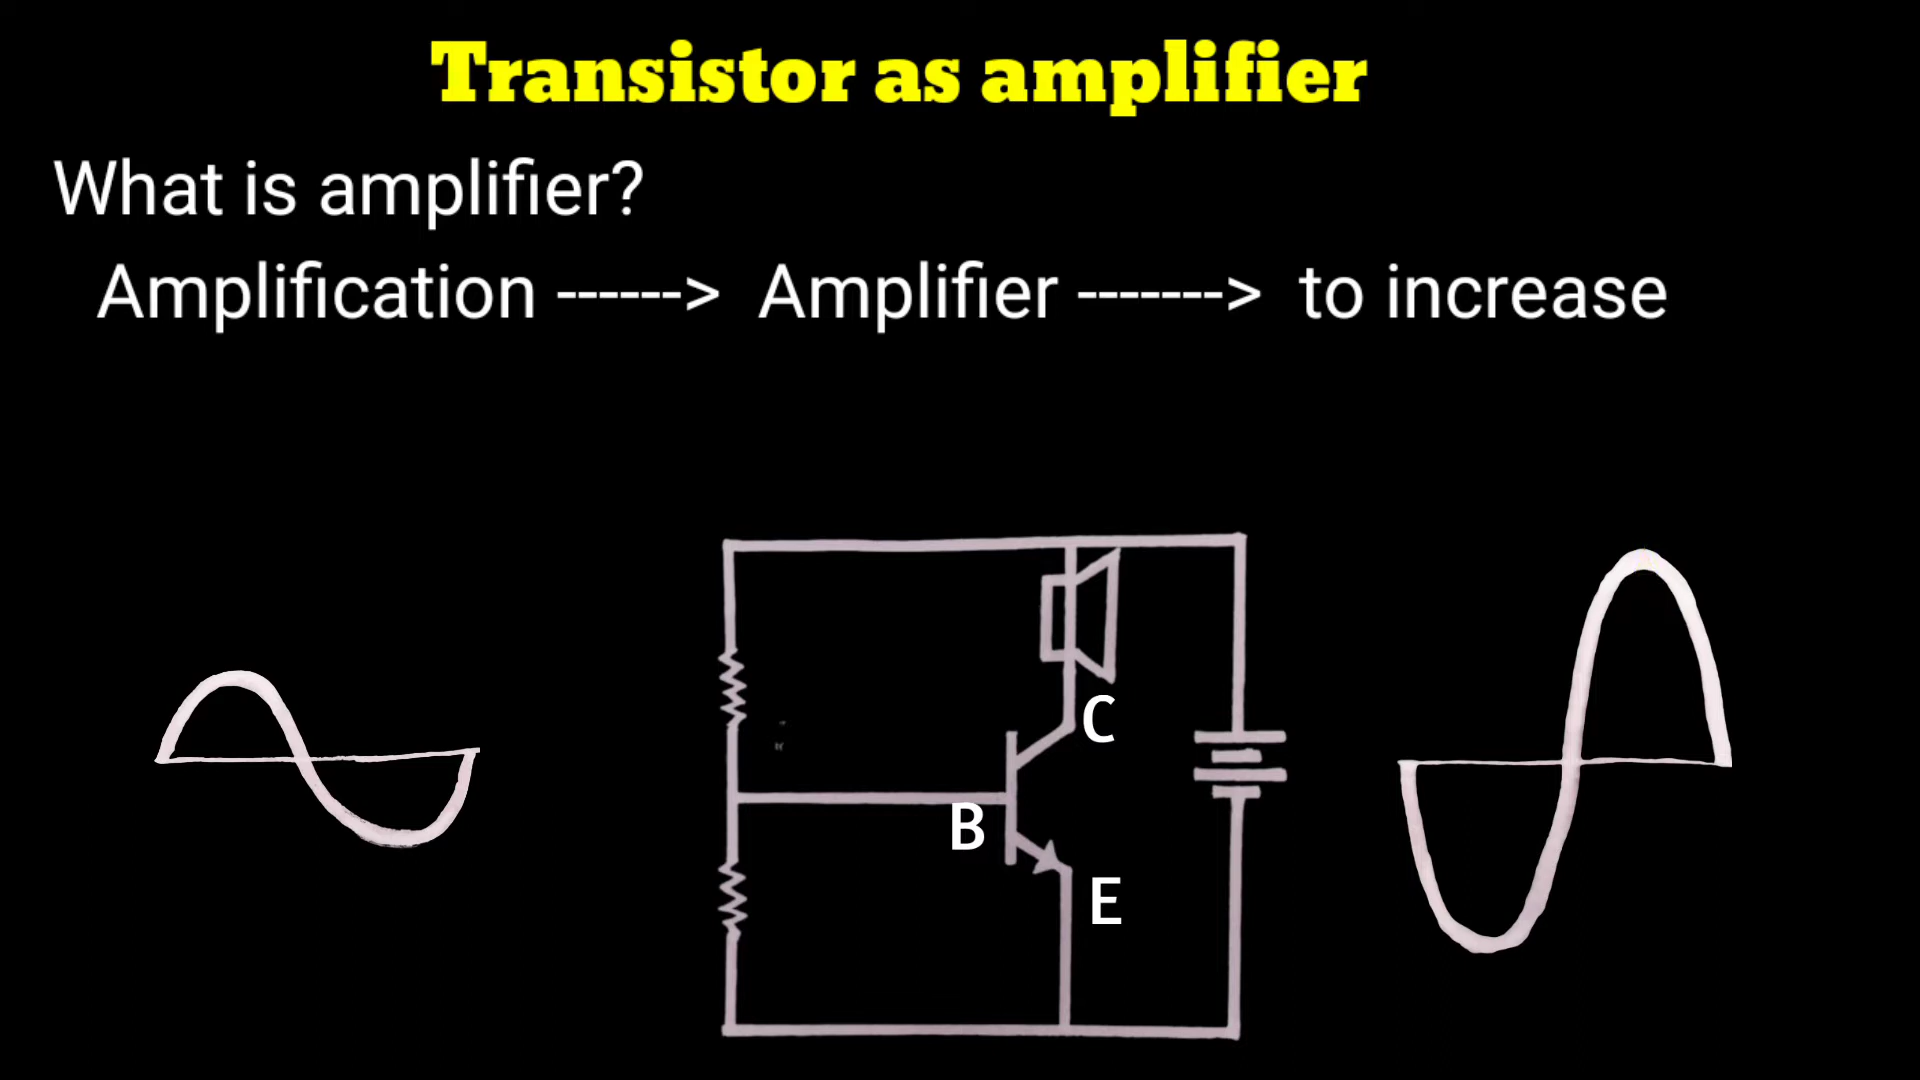 Transistor as amplifier
What is amplifier?
Amplification ------> Amplifier -------> to increase
C
B
E